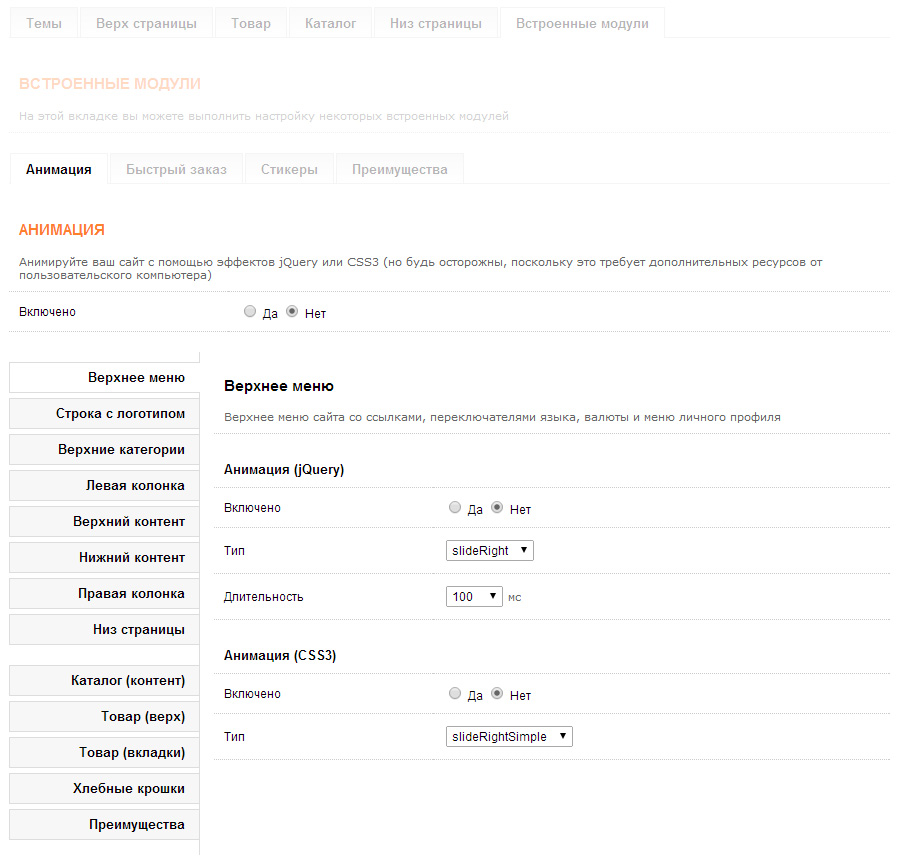 Темы Верх страницы Товар Каталог Низ страницы Встроенные модули
ВСТРОЕННЫЕ МОДУЛИ
На этой вкладке вы можете выполнить настройку некоторых встроенных модулей
Анимация Быстрый заказ Стикеры Преимущества
АНИМАЦИЯ
Анимируйте ваш сайт с помощью эффектов jQuery или CSS3 (но будь осторожны, поскольку это требует дополнительных ресурсов от
пользовательского компьютера)
Включено Да Нет
Верхнее меню
Строка с логотипом
Верхние категории
Левая колонка
Верхний контент
Нижний контент
Правая колонка
Низ страницы
Каталог (контент)
Товар (верх)
Товар (вкладки)
Хлебные крошки
Преимущества
Верхнее меню
Верхнее меню сайта со ссылками, переключателями языка, валюты и меню личного профиля
Анимация (jQuery)
Включено Да Нет
Тип slideRight
Длительность 100 мс
Анимация (CSS3)
Включено Да Нет
Тип slideRightSimple